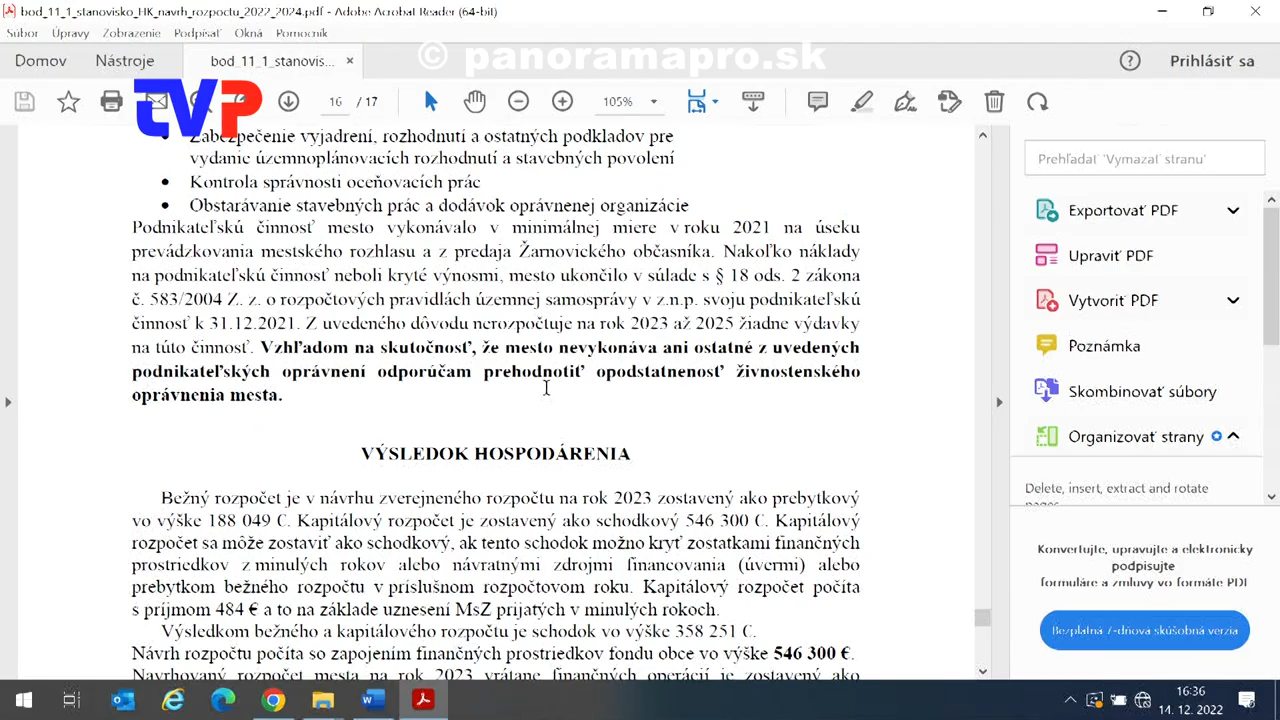 bod_11_1_stanovisko_HK_navrh_rozpoctu_2022_2024.pdf - Adobe Acrobat Reader (64-bit)
Súbor Úpravy Zobrazenie Podpísať Okná Pomocník
© panoramapro.sk
Domov Nástroje bod_11_1_stanovis... × Prihlásiť sa
TVP
16 / 17 105%
Zabezpečenie vyjadrení, rozhodnutí a ostatných podkladov pre
vydanie územnoplánovacích rozhodnutí a stavebných povolení
• Kontrola správnosti oceňovacích prác
• Obstarávanie stavebných prác a dodávok oprávnenej organizácie
Podnikateľskú činnosť mesto vykonávalo v minimálnej miere v roku 2021 na úseku
prevádzkovania mestského rozhlasu a z predaja Žarnovického občasníka. Nakoľko náklady
na podnikateľskú činnosť neboli kryté výnosmi, mesto ukončilo v súlade s § 18 ods. 2 zákona
č. 583/2004 Z. z. o rozpočtových pravidlách územnej samosprávy v z.n.p. svoju podnikateľskú
činnosť k 31.12.2021. Z uvedeného dôvodu nerozpočtuje na rok 2023 až 2025 žiadne výdavky
na túto činnosť. Vzhľadom na skutočnosť, že mesto nevykonáva ani ostatné z uvedených
podnikateľských oprávnení odporúčam prehodnotiť opodstatnenosť živnostenského
oprávnenia mesta.
VÝSLEDOK HOSPODÁRENIA
Bežný rozpočet je v návrhu zverejneného rozpočtu na rok 2023 zostavený ako prebytkový
vo výške 188 049 €. Kapitálový rozpočet je zostavený ako schodkový 546 300 €. Kapitálový
rozpočet sa môže zostaviť ako schodkový, ak tento schodok možno kryť zostatkami finančných
prostriedkov z minulých rokov alebo návratnými zdrojmi financovania (úvermi) alebo
prebytkom bežného rozpočtu v príslušnom rozpočtovom roku. Kapitálový rozpočet počíta
s príjmom 484 € a to na základe uznesení MsZ prijatých v minulých rokoch.
Výsledkom bežného a kapitálového rozpočtu je schodok vo výške 358 251 €.
Návrh rozpočtu počíta so zapojením finančných prostriedkov fondu obce vo výške 546 300 €.
Navrhovaný rozpočet mesta na rok 2023 vrátane finančných operácií je zostavený ako
Prehľadať 'Vymazať stranu'
Exportovať PDF
Upraviť PDF
Vytvoriť PDF
Poznámka
Skombinovať súbory
Organizovať strany
Delete, insert, extract and rotate
pages.
Konvertujte, upravujte a elektronicky
podpisujte
formuláre a zmluvy vo formáte PDF
Bezplatná 7-dňová skúšobná verzia
16:36
14. 12. 2022